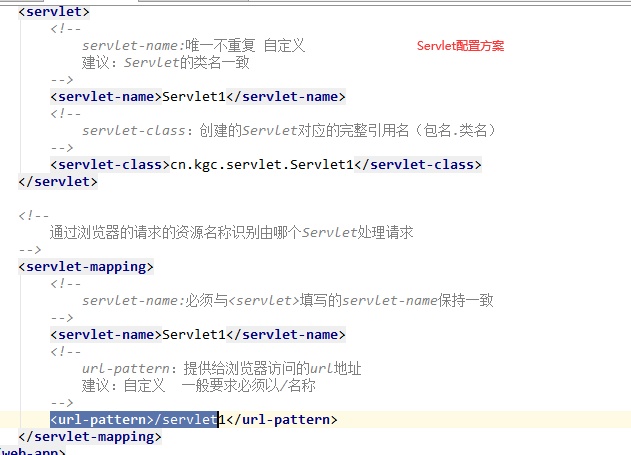 <servlet>
<!--
servlet-name:唯一不重复 自定义
Servlet配置方案
建议：Servlet的类名一致
-->
<servlet-name>Servlet1</servlet-name>
<!--
servlet-class：创建的Servlet对应的完整引用名（包名.类名）
-->
<servlet-class>cn.kgc.servlet.Servlet1</servlet-class>
</servlet>
<!--
通过浏览器的请求的资源名称识别由哪个Servlet处理请求
-->
<servlet-mapping>
<!--
servlet-name:必须与<servlet>填写的servlet-name保持一致
-->
<servlet-name>Servlet1</servlet-name>
<!--
url-pattern：提供给浏览器访问的url地址
建议：自定义 一般要求必须以/名称
-->
<url-pattern>/servlet1</url-pattern>
</servlet-mapping>
/web-app>